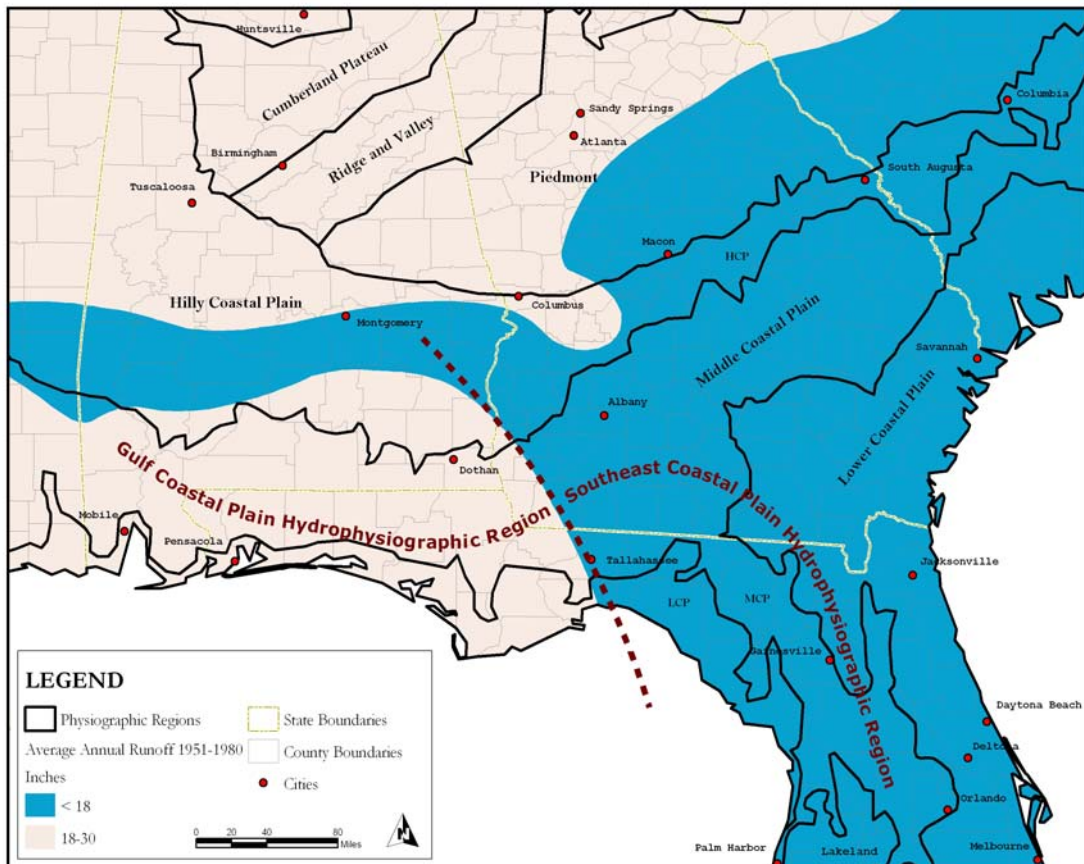 Huntsville
Cumberland Plateau
Sandy Springs
Columbia
Ridge and Valley
Atlanta
Birmingham
Piedmont
South Augusta
Tuscaloosa
Macon
HCP
Hilly Coastal Plain
Columbus
Montgomery
Middle Coastal Plain
Savannah
Albany
Lower Coastal Plain
Dothan
Gulf Coastal Plain Hydrophysiographic Region
Southeast Coastal Plain Hydrophysiographic Region
Mobile
Pensacola
Tallahassee
Jacksonville
LCP
MCP
Gainesville
Daytona Beach
Deltona
Orlando
Palm Harbor
Lakeland
Melbourne
LEGEND
Physiographic Regions
State Boundaries
Average Annual Runoff 1951-1980
County Boundaries
Inches
Cities
< 18
18-30
0 20 40 80
Miles
N